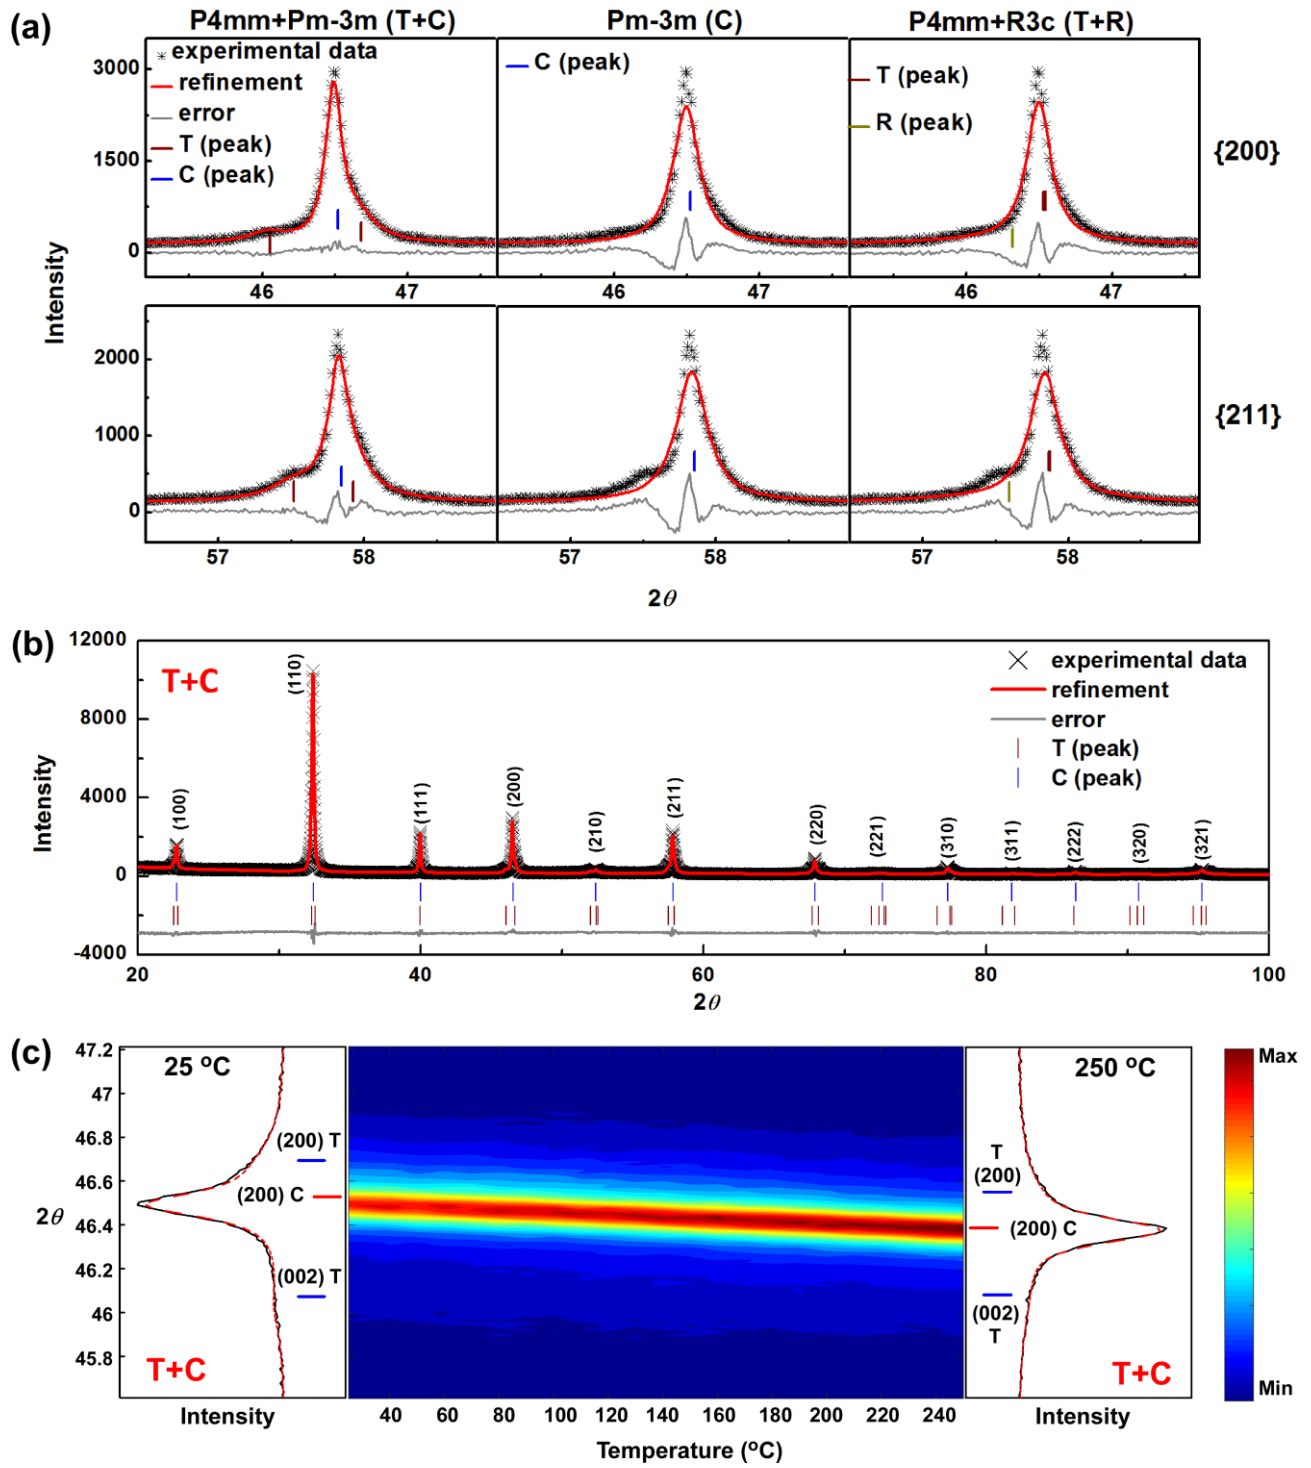 (a)
P4mm+Pm-3m (T+C)
Pm-3m (C)
P4mm+R3c (T+R)
experimental data
refinement
error
T (peak)
C (peak)
C (peak)
T (peak)
R (peak)
3000
1500
0
{200}
46 47
46
46 47
Intensity
2000
1000
0
{211}
57 58
57 58
57 58
2θ
(b)
12000
8000
4000
0
-4000
Intensity
T+C
(100)
(110)
(111)
(200)
(210)
(211)
(220)
(221)
(310)
(311)
(222)
(320)
(321)
experimental data
refinement
error
T (peak)
C (peak)
20 40 60 80 100
2θ
(c)
2θ
47.2
47
46.8
46.6
46.4
46.2
46
45.8
25 °C
(200) T
(200) C
(002) T
T+C
Intensity
40 60 80 100 120 140 160 180 200 220 240
Temperature (°C)
250 °C
T
(200)
(200) C
(002)
T
T+C
Intensity
Max
Min